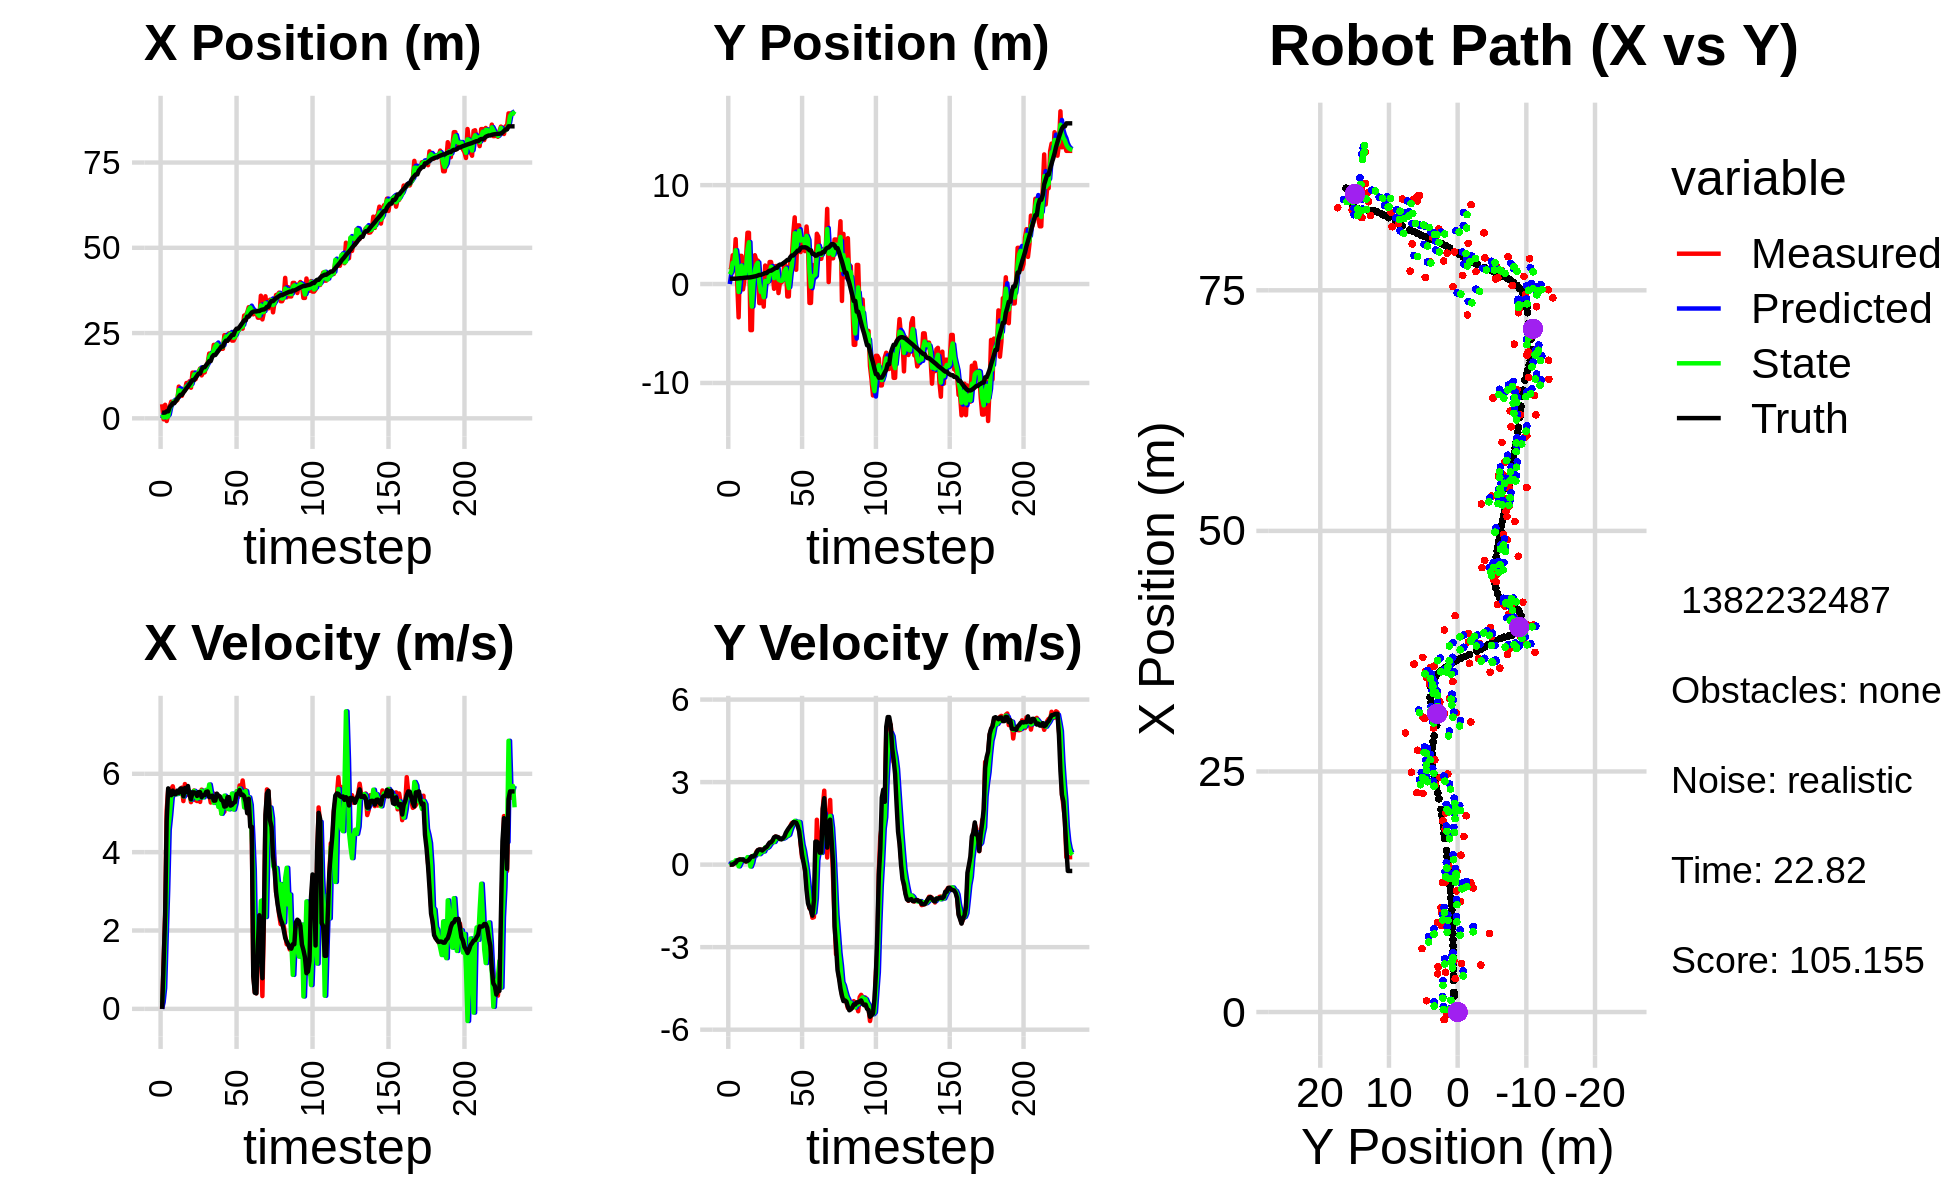 X Position (m)
75
50
25
0
0
50
100
150
200
timestep
Y Position (m)
10
0
-10
0
50
100
150
200
timestep
X Velocity (m/s)
6
4
2
0
0
50
100
150
200
timestep
Y Velocity (m/s)
6
3
0
-3
-6
0
50
100
150
200
timestep
Robot Path (X vs Y)
X Position (m)
75
50
25
0
20 10 0 -10 -20
Y Position (m)
variable
Measured
Predicted
State
Truth
1382232487
Obstacles: none
Noise: realistic
Time: 22.82
Score: 105.155